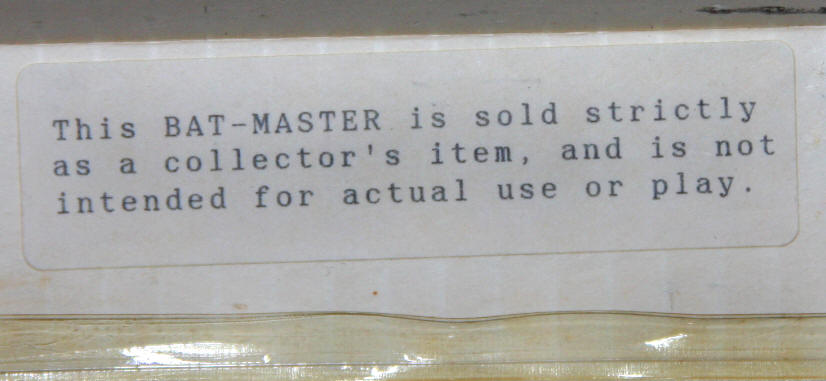 This BAT-MASTER is sold strictly
as a collector's item, and is not
intended for actual use or play.